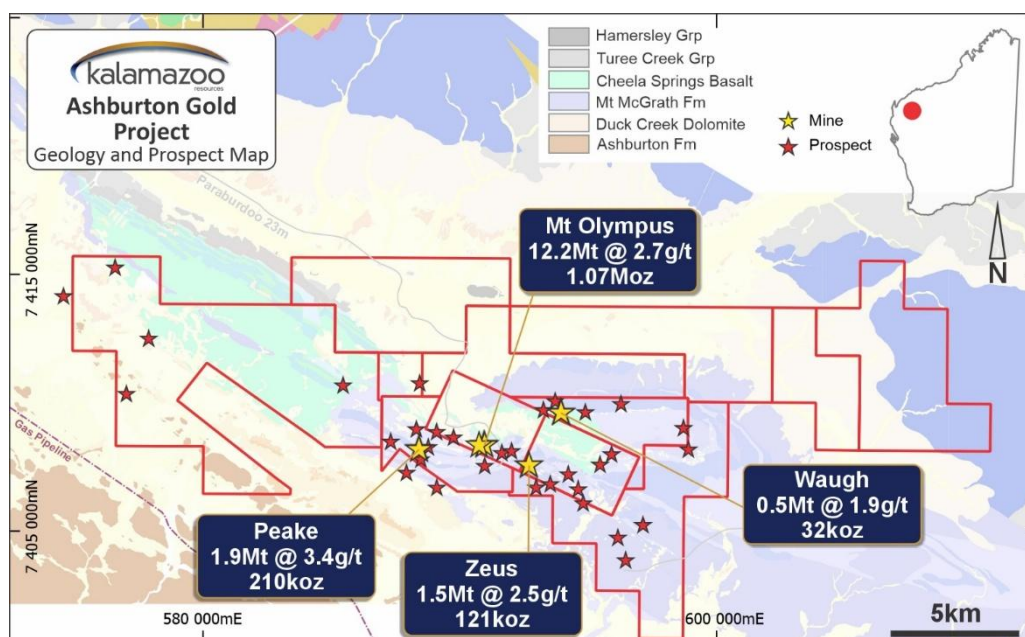 kalamazoo
resources
Ashburton Gold
Project
Geology and Prospect Map
Hamersley Grp
Turee Creek Grp
Cheela Springs Basalt
Mt McGrath Fm
Duck Creek Dolomite
Ashburton Fm
Mine
Prospect
N
Paraburdoo 23m
Mt Olympus
12.2Mt @ 2.7g/t
1.07Moz
7 415 000mN
Gas Pipeline
Waugh
0.5Mt @ 1.9g/t
32koz
Peake
1.9Mt @ 3.4g/t
210koz
Zeus
1.5Mt @ 2.5g/t
121koz
7 405 000mN
580 000mE
600 000mE
5km